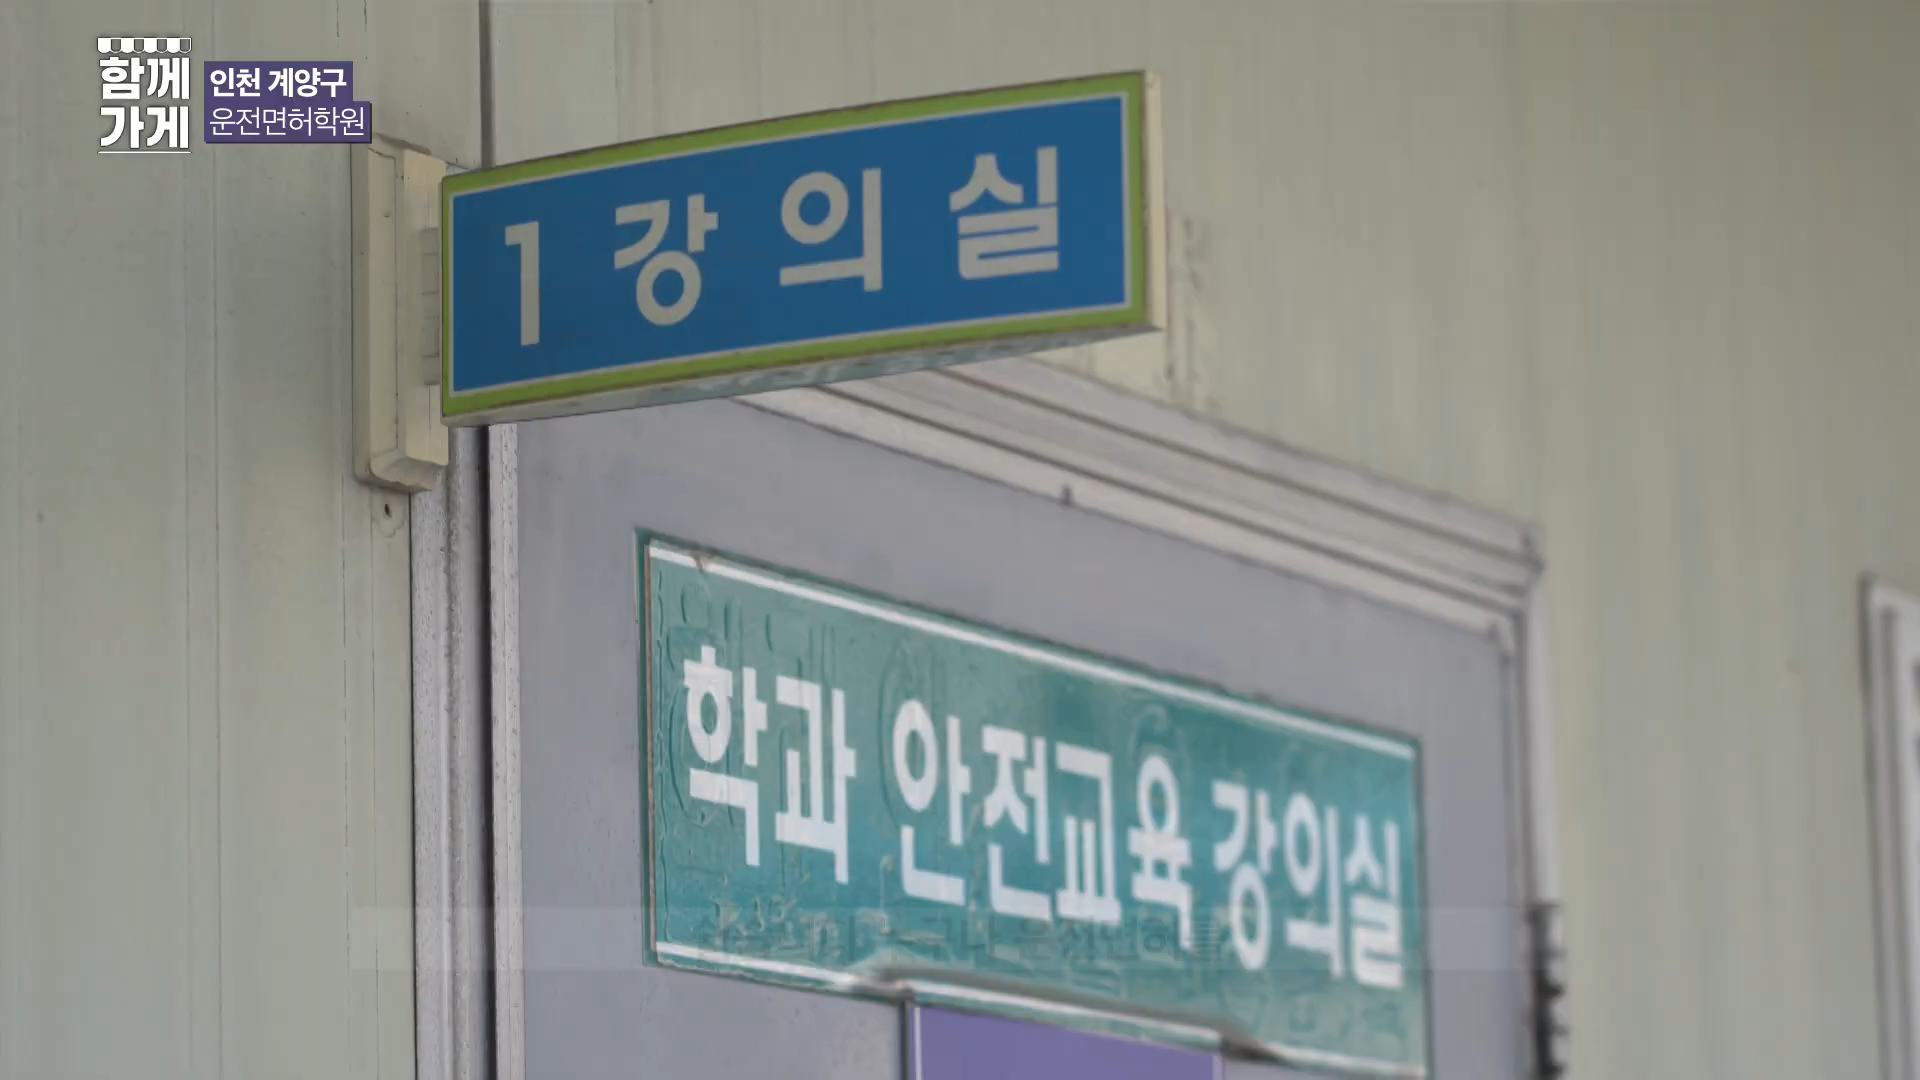 함께
가게
인천 계양구
운전면허학원
1 강의실
학과 안전교육 강의실